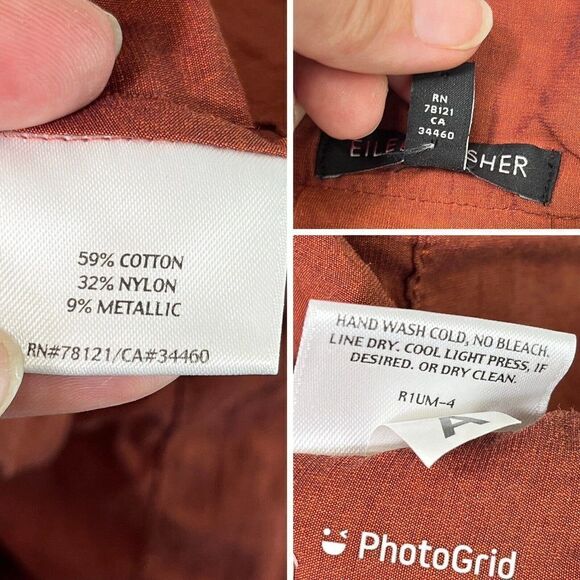 59% COTTON
32% NYLON
9% METALLIC
RN#78121/CA#34460
RN
78121
CA
34460
EILE SHER
HAND WASH COLD, NO BLEACH.
LINE DRY. COOL LIGHT PRESS, IF
DESIRED. OR DRY CLEAN.
R1UM-4
A
PhotoGrid